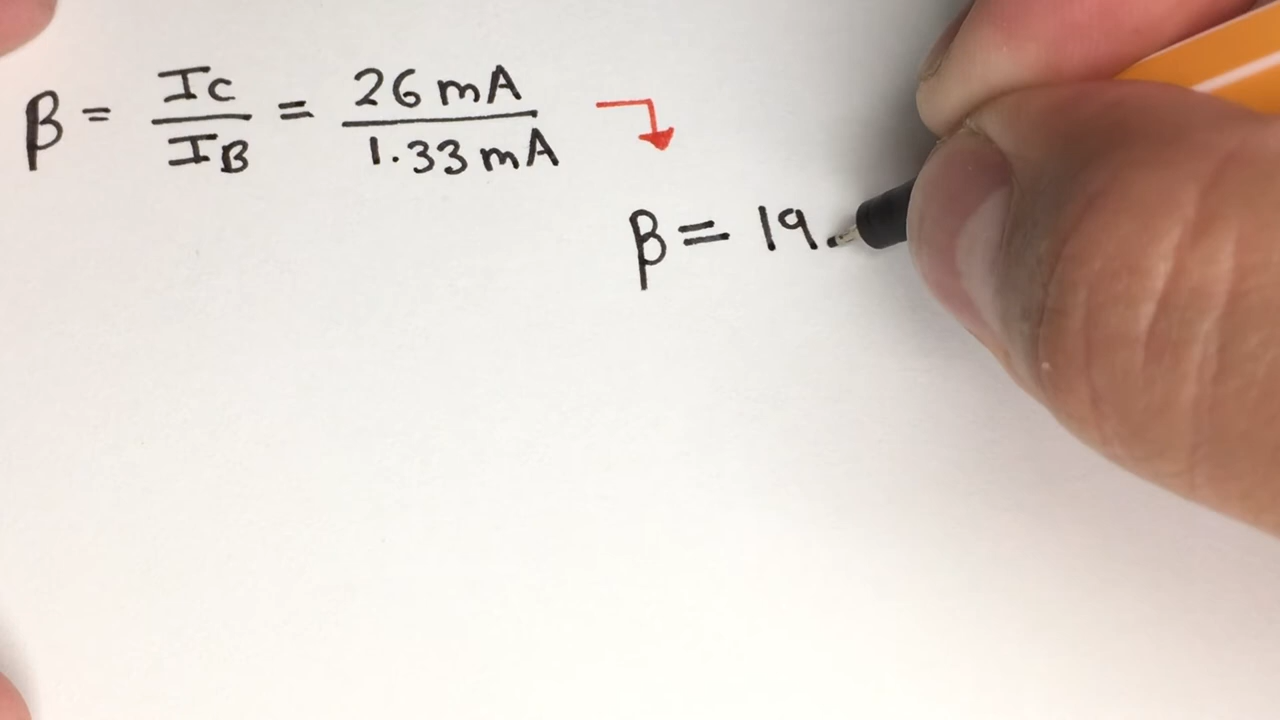 β = IC / IB = 26 mA / 1.33 mA
β = 19.